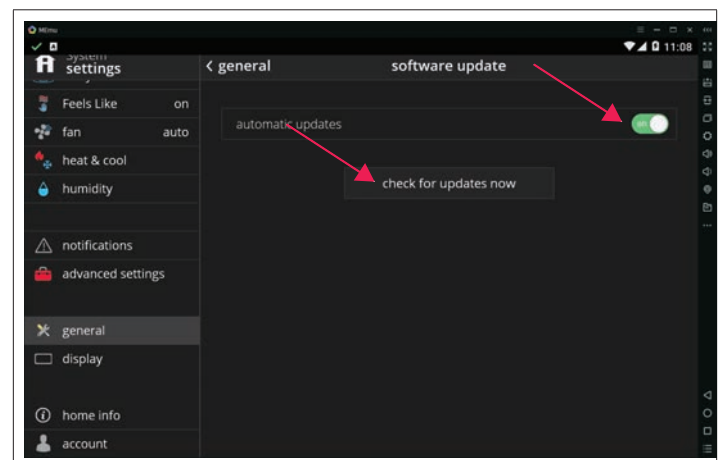 MEmu
11:08
System
settings
general
software update
Feels Like on
fan auto
heat & cool
humidity
notifications
advanced settings
general
display
home info
account
automatic updates
on
check for updates now